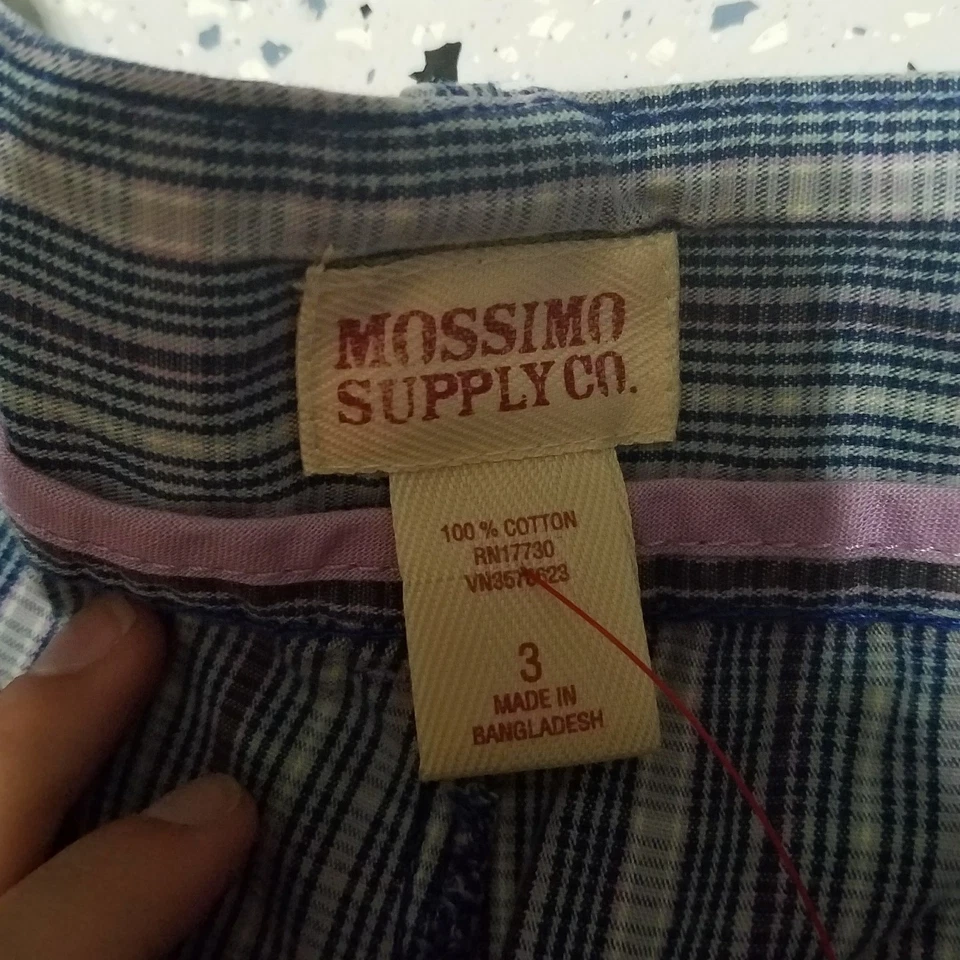 MOSSIMO
SUPPLY CO.
100 % COTTON
RN17730
3
MADE IN
BANGLADESH